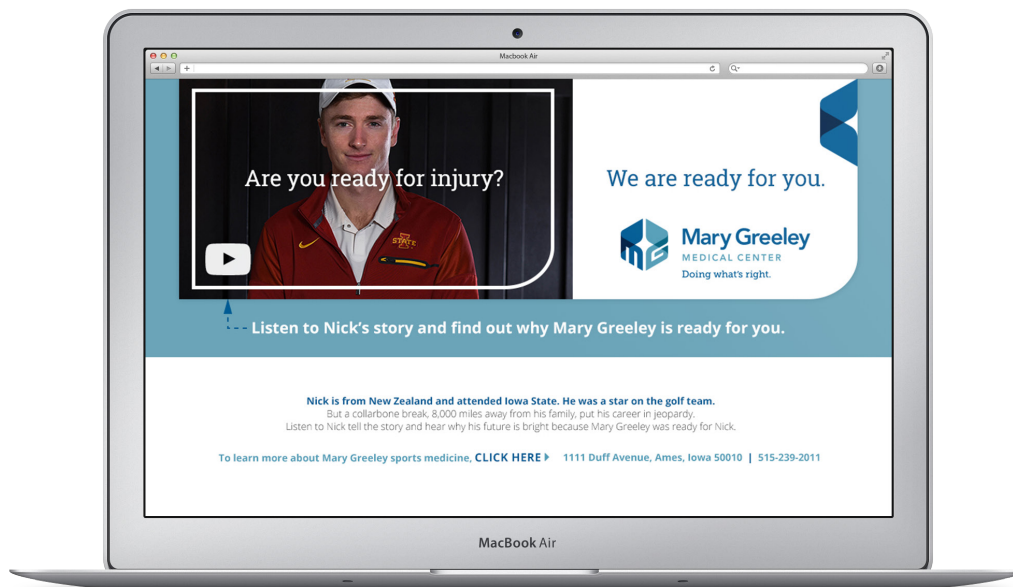 Macbook Air
Are you ready for injury?
STATE
We are ready for you.
Mary Greeley
MEDICAL CENTER
Doing what's right.
Listen to Nick's story and find out why Mary Greeley is ready for you.
Nick is from New Zealand and attended Iowa State. He was a star on the golf team.
But a collarbone break, 8,000 miles away from his family, put his career in jeopardy.
Listen to Nick tell the story and hear why his future is bright because Mary Greeley was ready for Nick.
To learn more about Mary Greeley sports medicine, CLICK HERE 1111 Duff Avenue, Ames, Iowa 50010 | 515-239-2011
MacBook Air